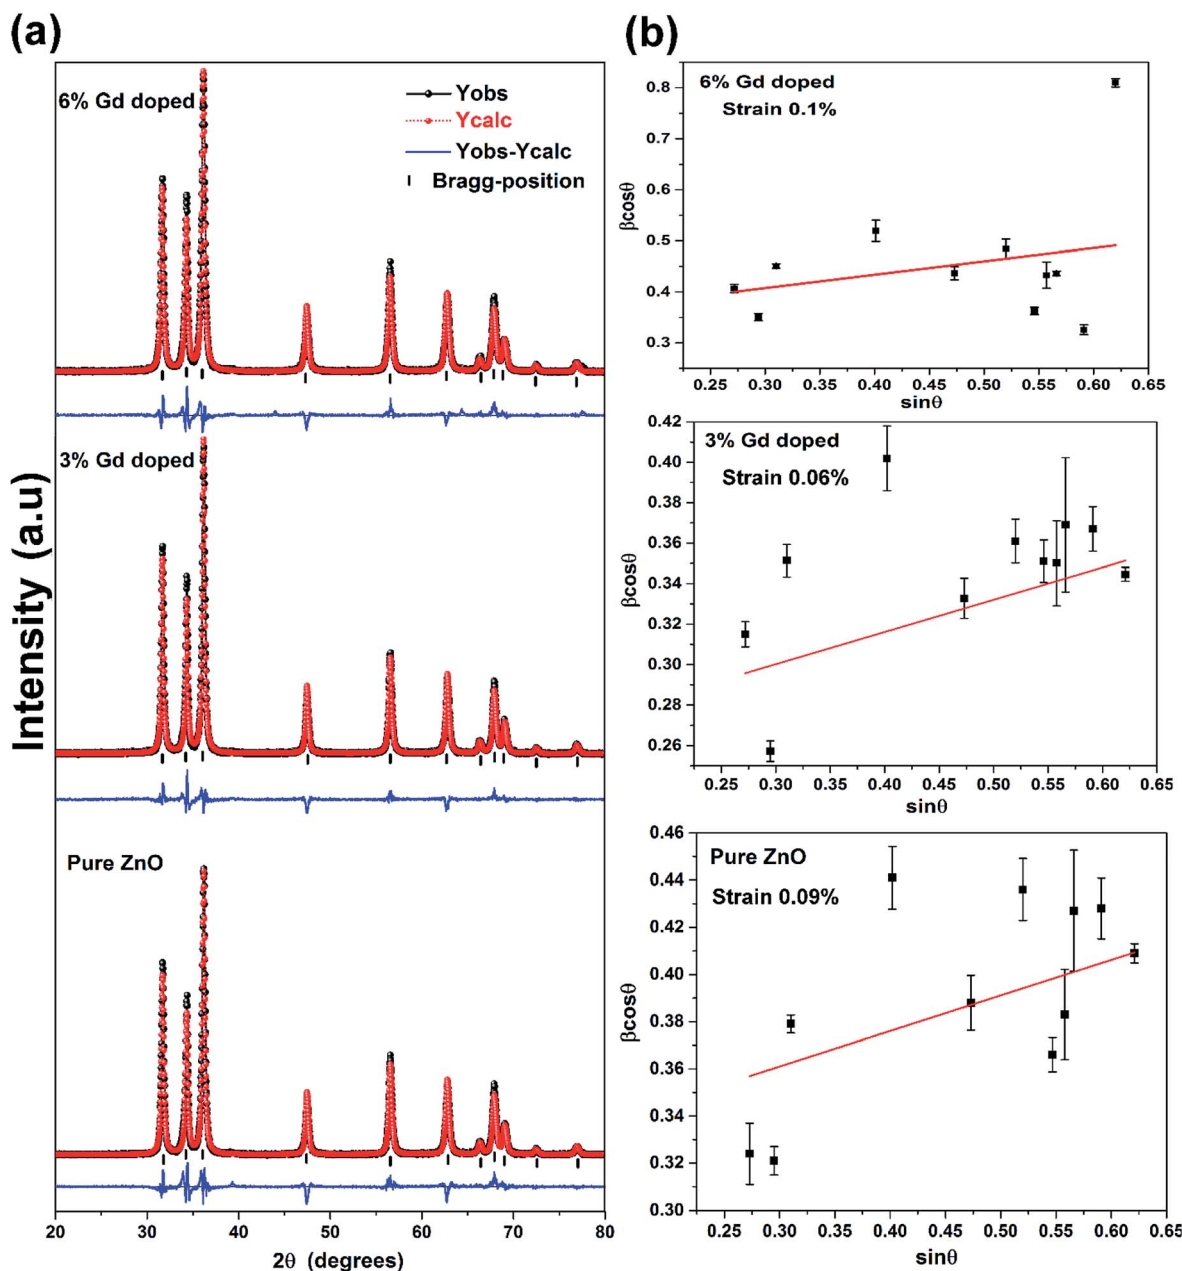 (a)
6% Gd doped
Yobs
Ycalc
Yobs-Ycalc
Bragg-position
3% Gd doped
Pure ZnO
Intensity (a.u)
20 30 40 50 60 70 80
2θ (degrees)
(b)
6% Gd doped
Strain 0.1%
βcosθ
0.8
0.7
0.6
0.5
0.4
0.3
0.25 0.30 0.35 0.40 0.45 0.50 0.55 0.60 0.65
sinθ
3% Gd doped
Strain 0.06%
βcosθ
0.42
0.40
0.38
0.36
0.34
0.32
0.30
0.28
0.26
0.25 0.30 0.35 0.40 0.45 0.50 0.55 0.60 0.65
sinθ
Pure ZnO
Strain 0.09%
βcosθ
0.46
0.44
0.42
0.40
0.38
0.36
0.34
0.32
0.30
0.25 0.30 0.35 0.40 0.45 0.50 0.55 0.60 0.65
sinθ